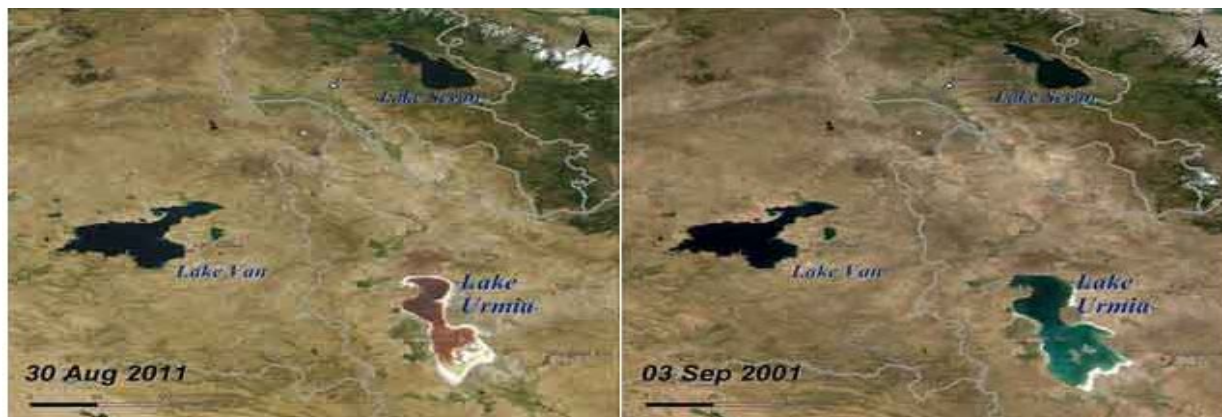 Lake Sevan
Lake Van
Lake
Urmia
30 Aug 2011
Lake Sevan
Lake Van
Lake
Urmia
03 Sep 2001